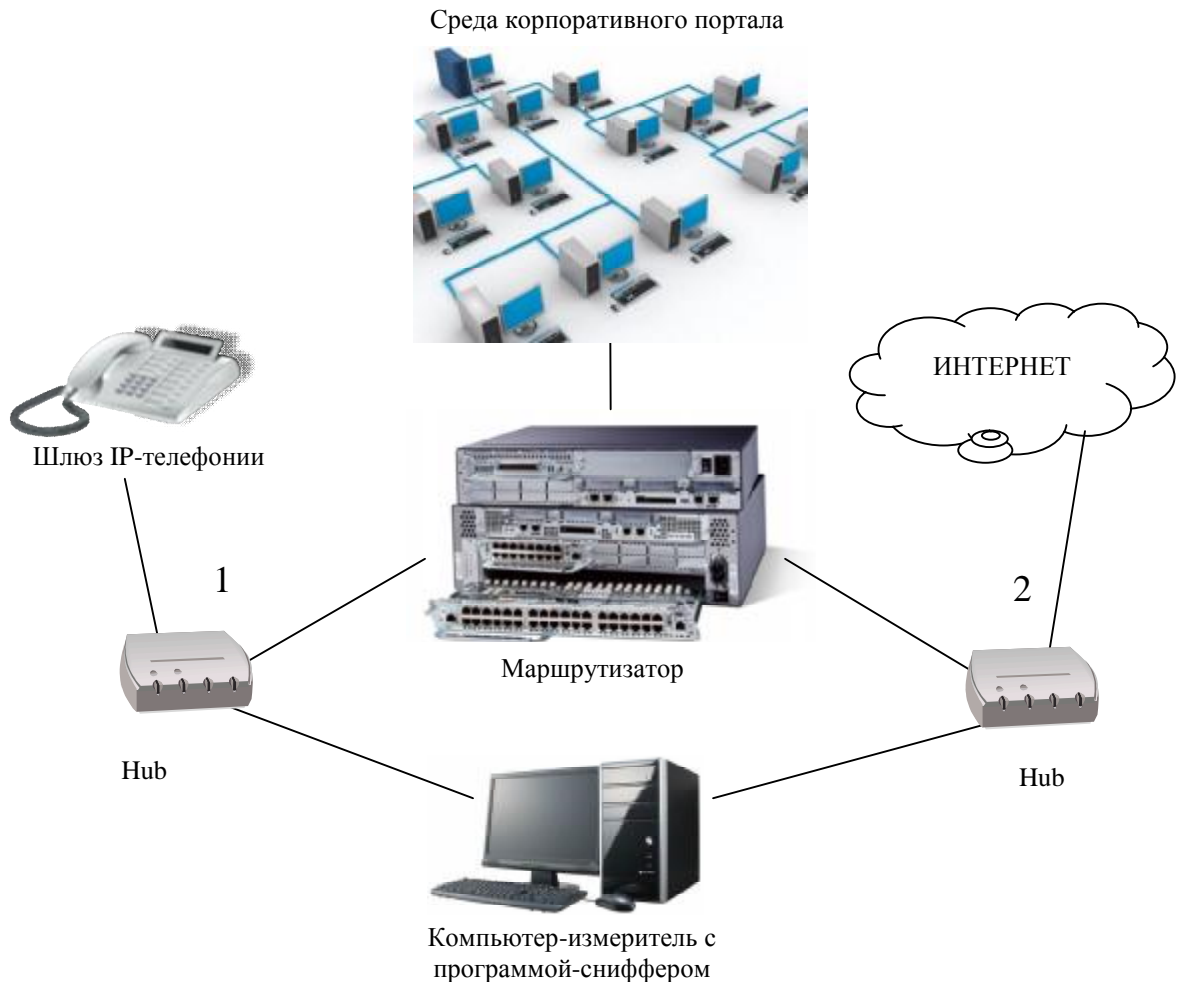 Среда корпоративного портала
ИНТЕРНЕТ
Шлюз IP-телефонии
1
2
Маршрутизатор
Hub
Hub
Компьютер-измеритель с
программой-сниффером